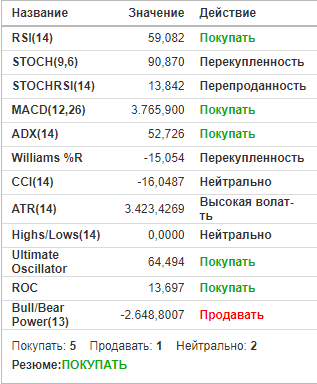 Название Значение Действие
RSI(14) 59,082 Покупать
STOCH(9,6) 90,870 Перекупленность
STOCHRSI(14) 13,842 Перепроданность
MACD(12,26) 3.765,900 Покупать
ADX(14) 52,726 Покупать
Williams %R -15,054 Перекупленность
CCI(14) -16,0487 Нейтрально
ATR(14) 3.423,4269 Высокая волат-
ть
Highs/Lows(14) 0,0000 Нейтрально
Ultimate
Oscillator 64,494 Покупать
ROC 13,697 Покупать
Bull/Bear
Power(13) -2.648,8007 Продавать
Покупать: 5 Продавать: 1 Нейтрально: 2
Резюме:ПОКУПАТЬ